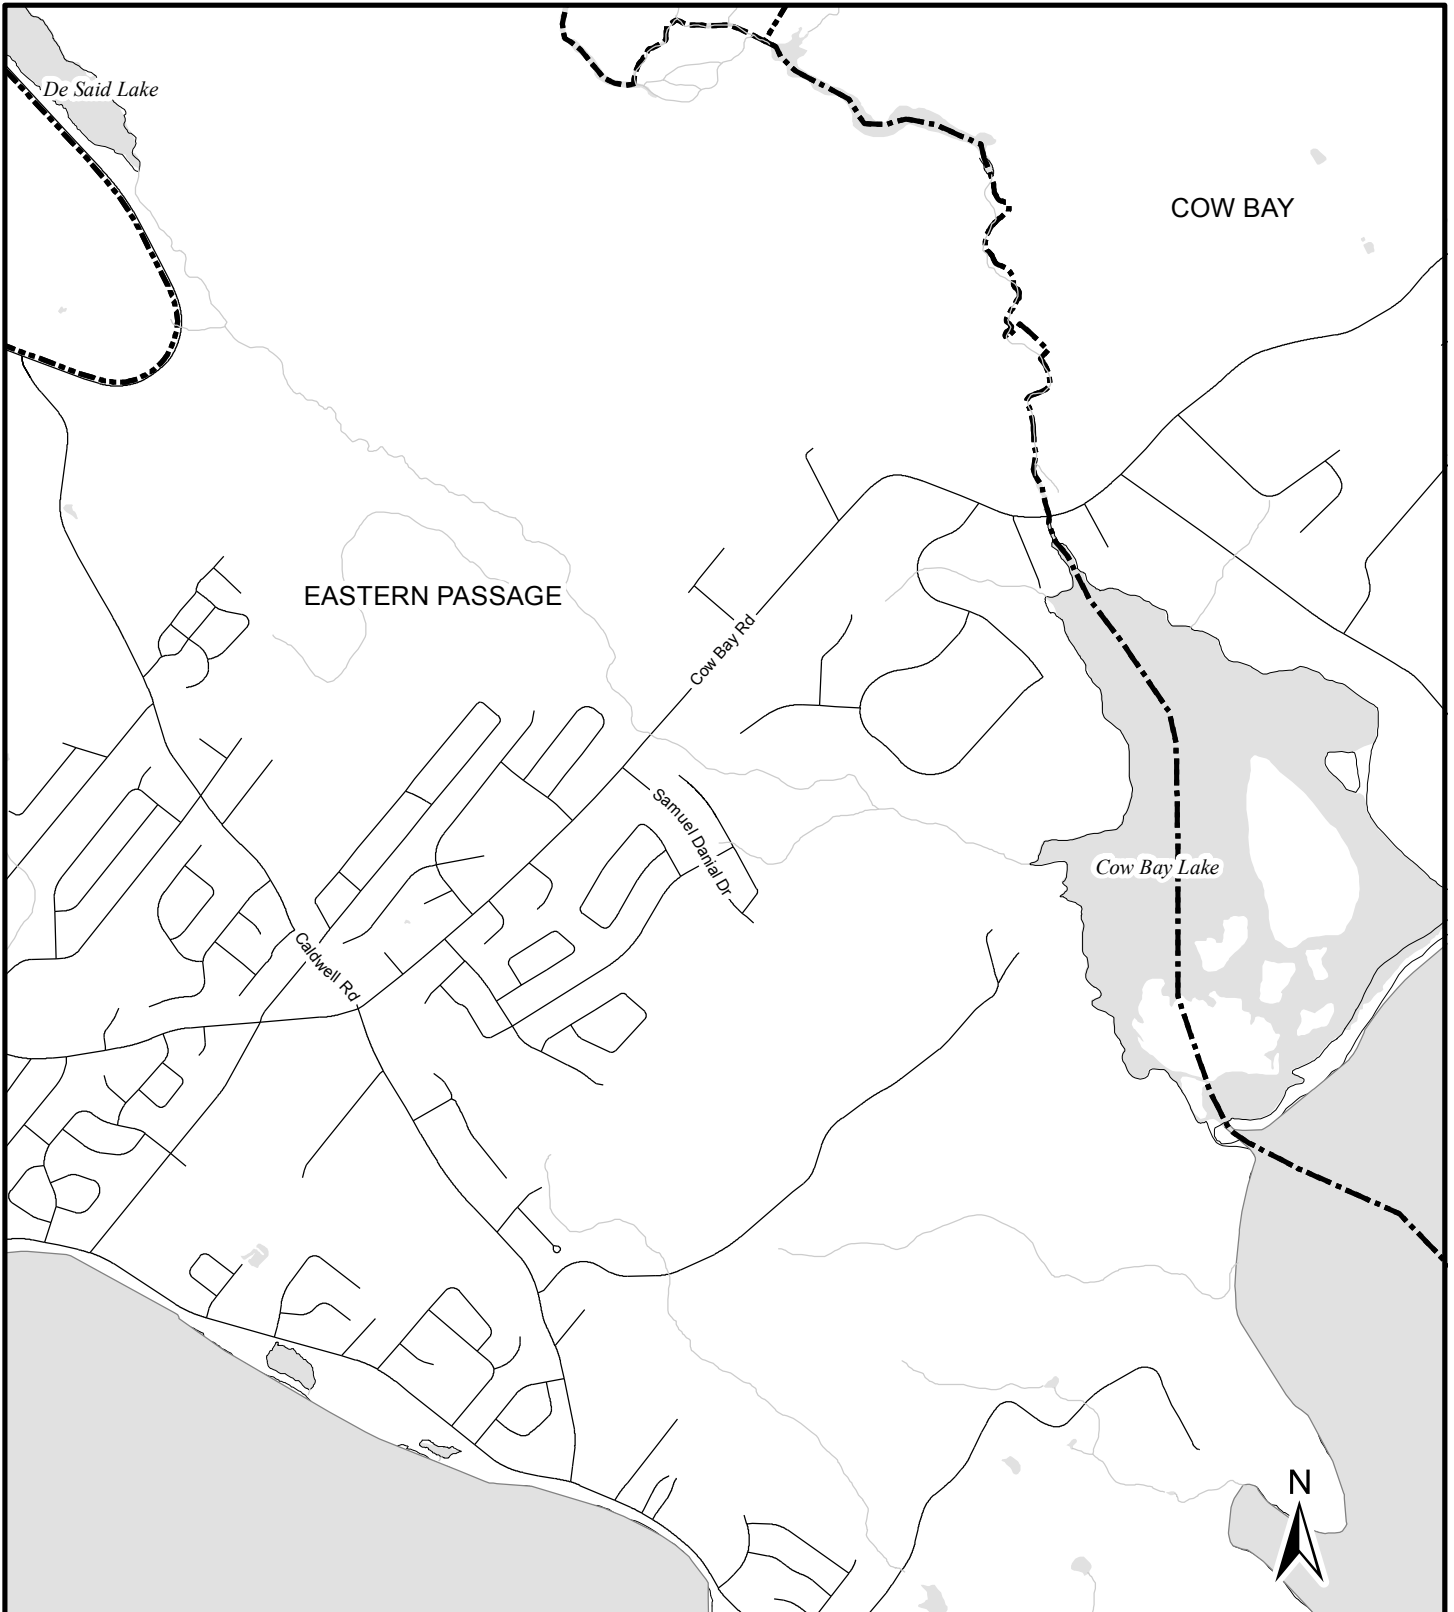 De Said Lake
COW BAY
EASTERN PASSAGE
Cow Bay Rd
Samuel Danial Dr
Cow Bay Lake
Caldwell Rd
N